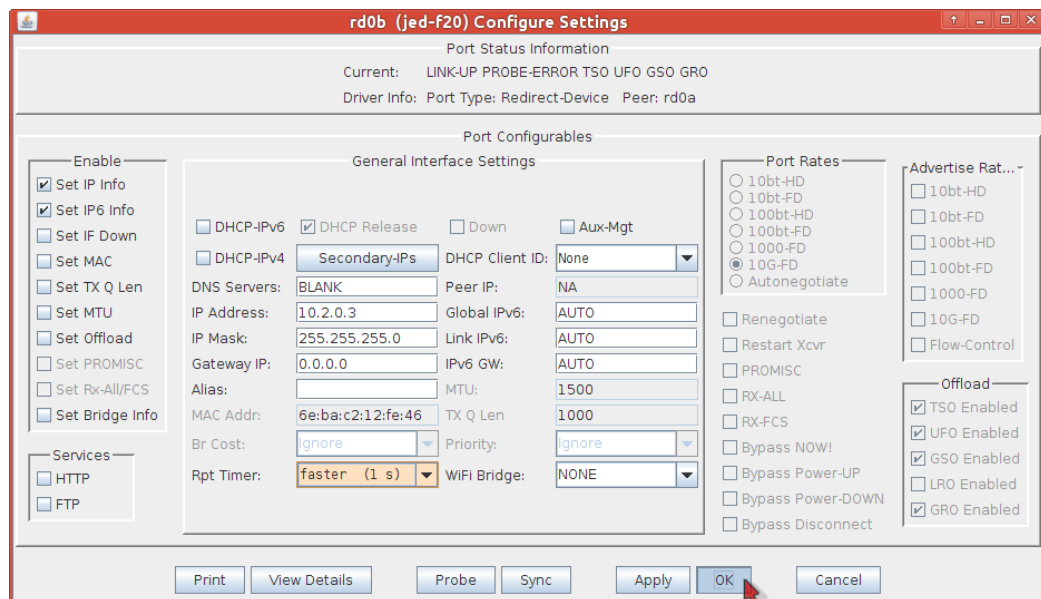 rd0b (jed-f20) Configure Settings
Port Status Information
Current: LINK-UP PROBE-ERROR TSO UFO GSO GRO
Driver Info: Port Type: Redirect-Device Peer: rd0a
Port Configurables
Enable
Set IP Info
Set IP6 Info
Set IF Down
Set MAC
Set TX Q Len
Set MTU
Set Offload
Set PROMISC
Set Rx-All/FCS
Set Bridge Info
Services
HTTP
FTP
General Interface Settings
DHCP-IPv6 DHCP Release Down Aux-Mgt
DHCP-IPv4 Secondary-IPs DHCP Client ID: None
DNS Servers: BLANK Peer IP: NA
IP Address: 10.2.0.3 Global IPv6: AUTO
IP Mask: 255.255.255.0 Link IPv6: AUTO
Gateway IP: 0.0.0.0 IPv6 GW: AUTO
Alias: MTU: 1500
MAC Addr: 6e:ba:c2:12:fe:46 TX Q Len 1000
Br Cost: Ignore Priority: Ignore
Rpt Timer: faster (1 s) WiFi Bridge: NONE
Port Rates
10bt-HD
10bt-FD
100bt-HD
100bt-FD
1000-FD
10G-FD
Autonegotiate
Renegotiate
Restart Xcvr
PROMISC
RX-ALL
RX-FCS
Bypass NOW!
Bypass Power-UP
Bypass Power-DOWN
Bypass Disconnect
Advertise Rat...
10bt-HD
10bt-FD
100bt-HD
100bt-FD
1000-FD
10G-FD
Flow-Control
Offload
TSO Enabled
UFO Enabled
GSO Enabled
LRO Enabled
GRO Enabled
Print View Details Probe Sync Apply OK Cancel